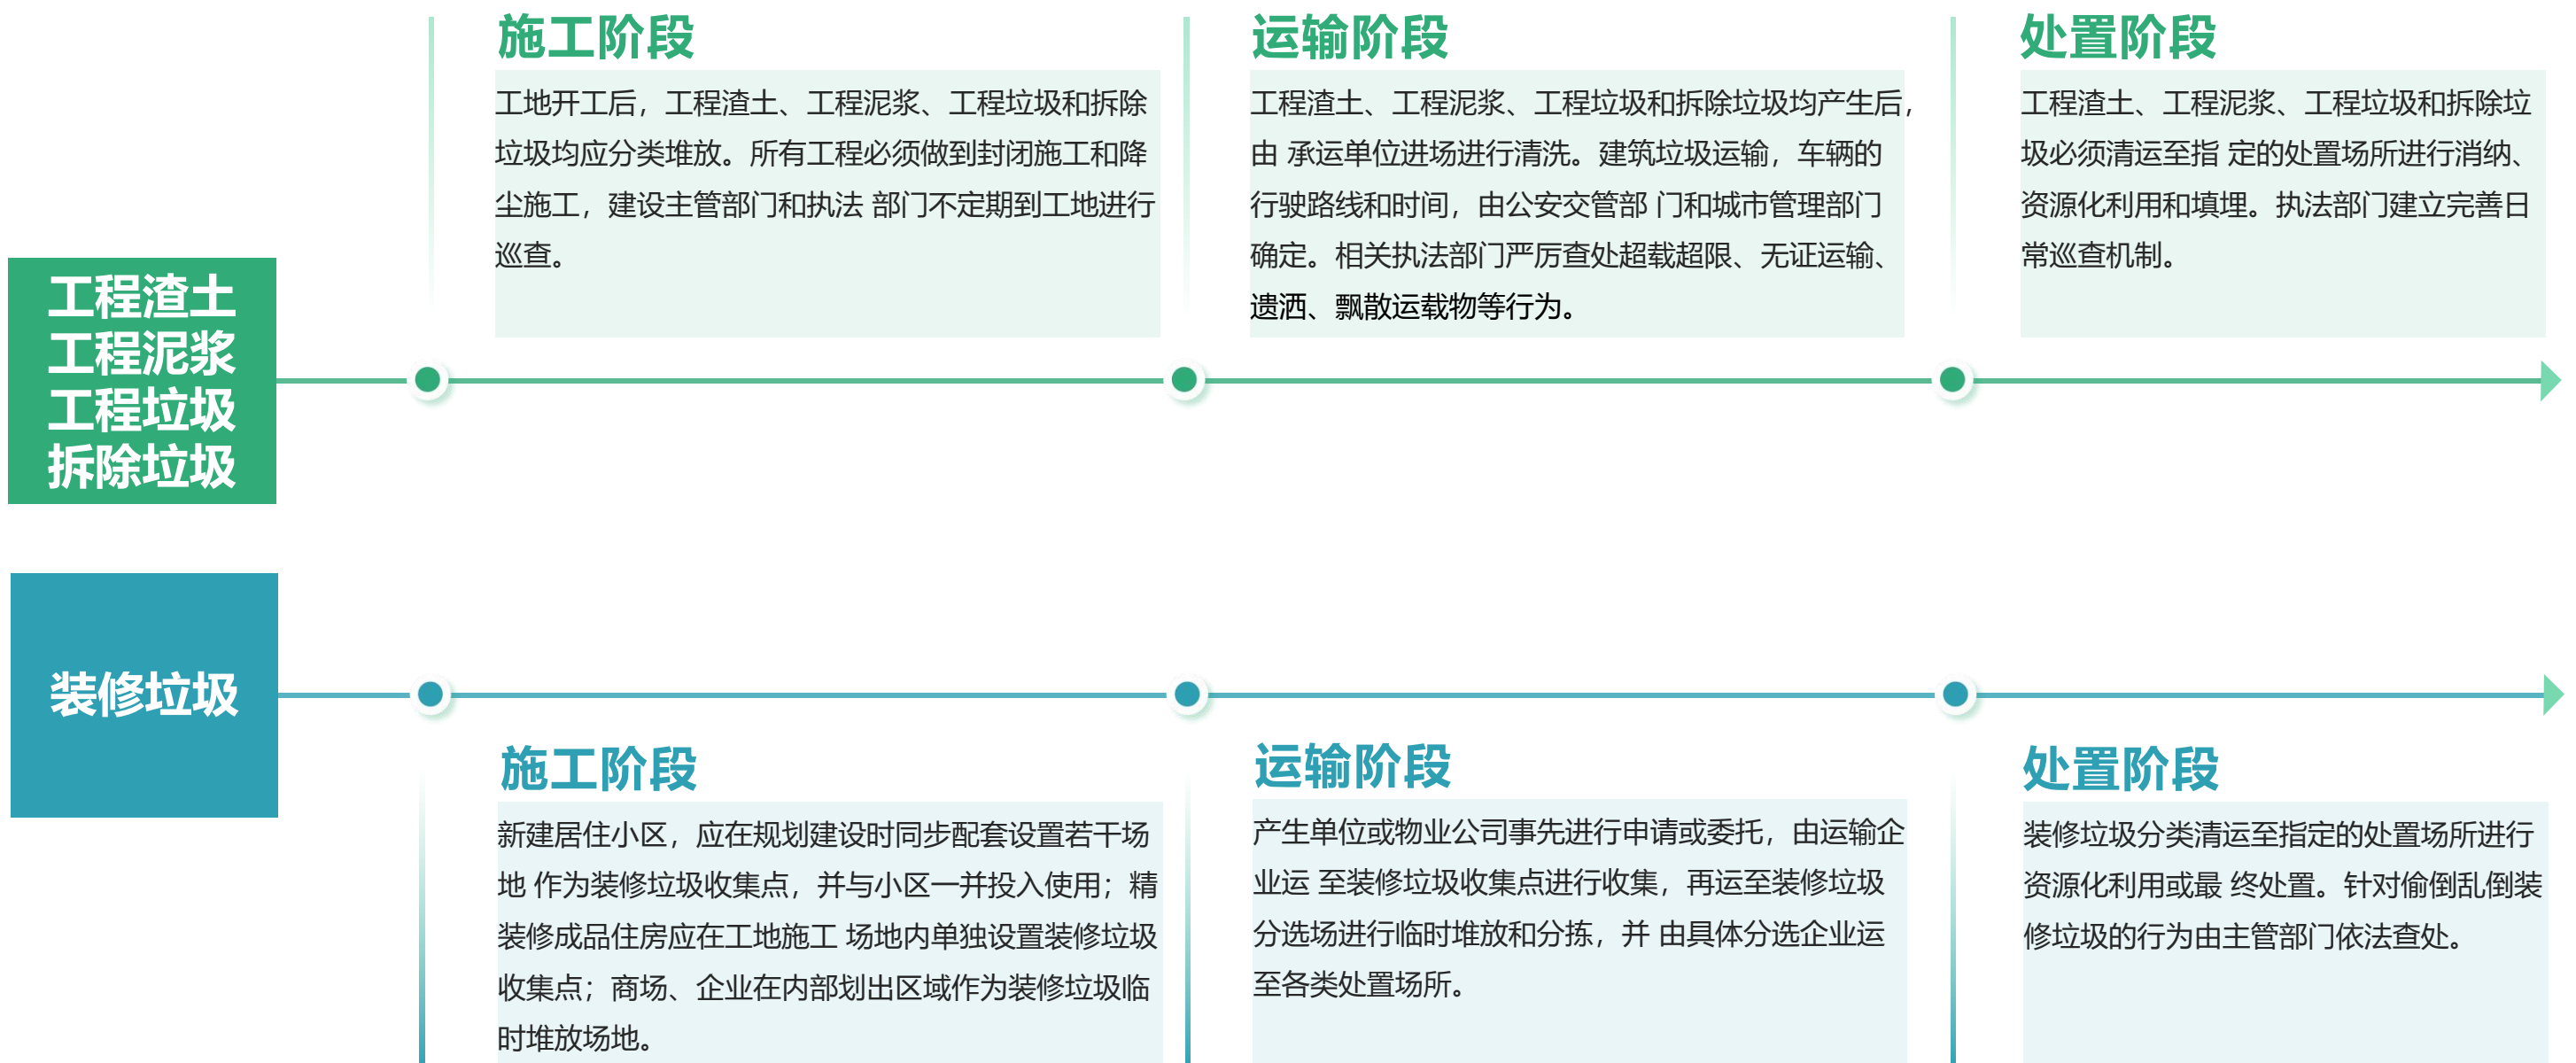 施工阶段
工地开工后，工程渣土、工程泥浆、工程垃圾和拆除
垃圾均应分类堆放。所有工程必须做到封闭施工和降
尘施工，建设主管部门和执法 部门不定期到工地进行
巡查。
运输阶段
工程渣土、工程泥浆、工程垃圾和拆除垃圾均产生后，
由 承运单位进场进行清洗。建筑垃圾运输，车辆的
行驶路线和时间，由公安交管部 门和城市管理部门
确定。相关执法部门严厉查处超载超限、无证运输、
遗洒、飘散运载物等行为。
处置阶段
工程渣土、工程泥浆、工程垃圾和拆除垃
圾必须清运至指 定的处置场所进行消纳、
资源化利用和填埋。执法部门建立完善日
常巡查机制。
工程渣土
工程泥浆
工程垃圾
拆除垃圾
装修垃圾
施工阶段
新建居住小区，应在规划建设时同步配套设置若干场
地 作为装修垃圾收集点，并与小区一并投入使用；精
装修成品住房应在工地施工 场地内单独设置装修垃圾
收集点；商场、企业在内部划出区域作为装修垃圾临
时堆放场地。
运输阶段
产生单位或物业公司事先进行申请或委托，由运输企
业运 至装修垃圾收集点进行收集，再运至装修垃圾
分选场进行临时堆放和分拣，并 由具体分选企业运
至各类处置场所。
处置阶段
装修垃圾分类清运至指定的处置场所进行
资源化利用或最 终处置。针对偷倒乱倒装
修垃圾的行为由主管部门依法查处。